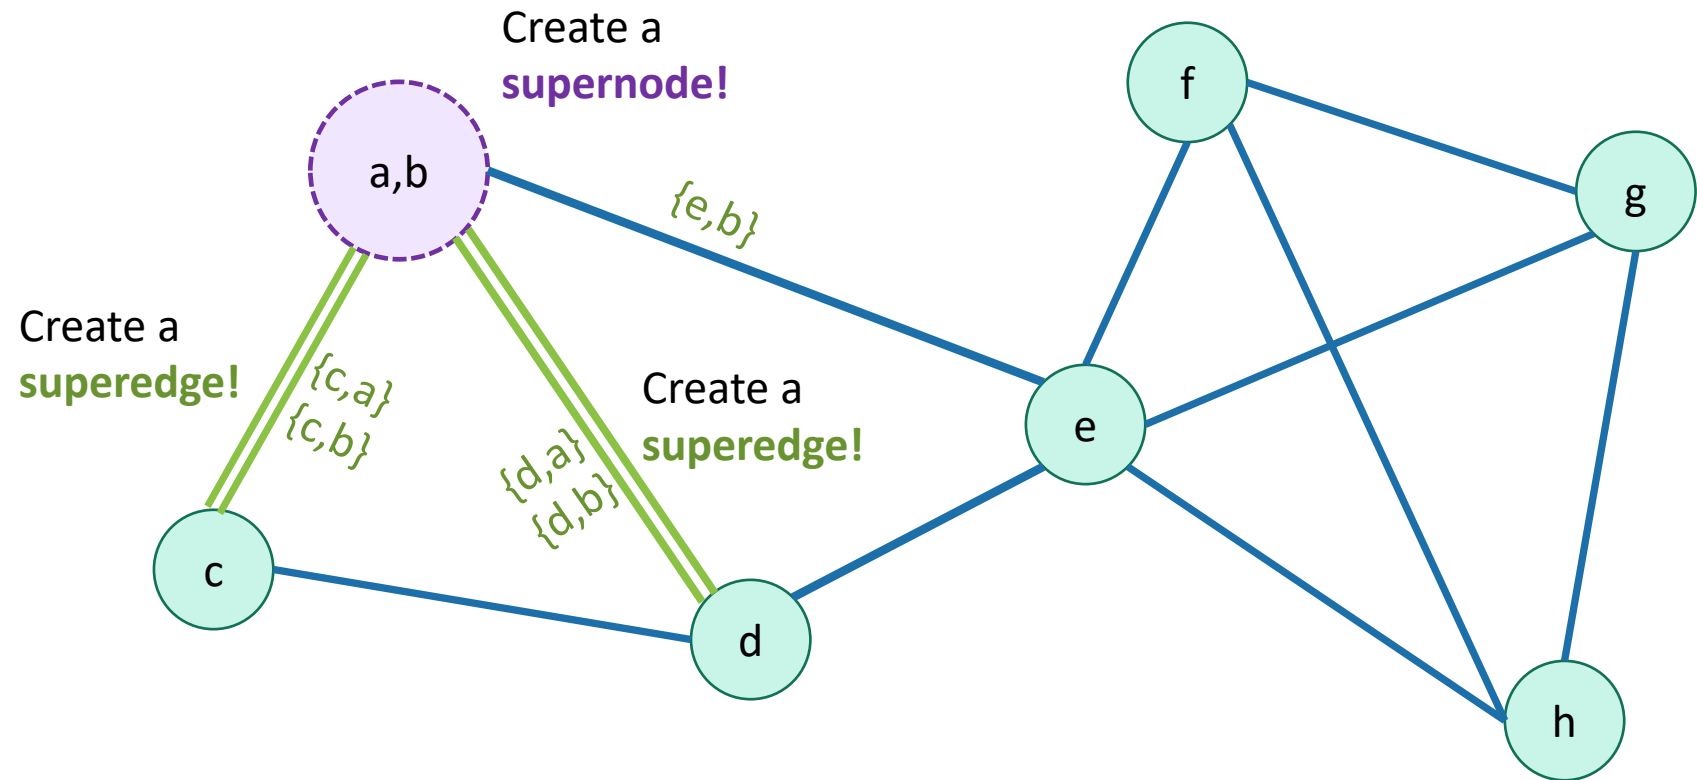 Create a
supernode!
f
a,b
g
{e,b}
Create a
superedge!
{c,a}
{c,b}
Create a
superedge!
{d,a}
{d,b}
e
c
d
h